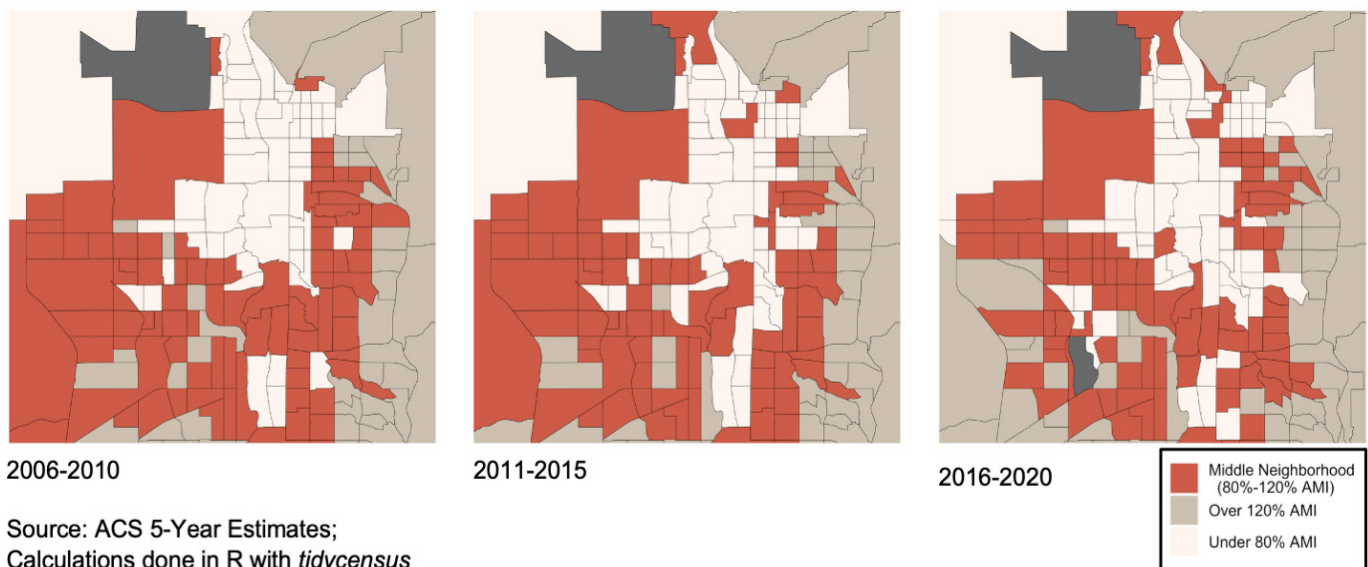 2006-2010
2011-2015
2016-2020
Source: ACS 5-Year Estimates;
Calculations done in R with tidycensus
Middle Neighborhood
(80%-120% AMI)
Over 120% AMI
Under 80% AMI